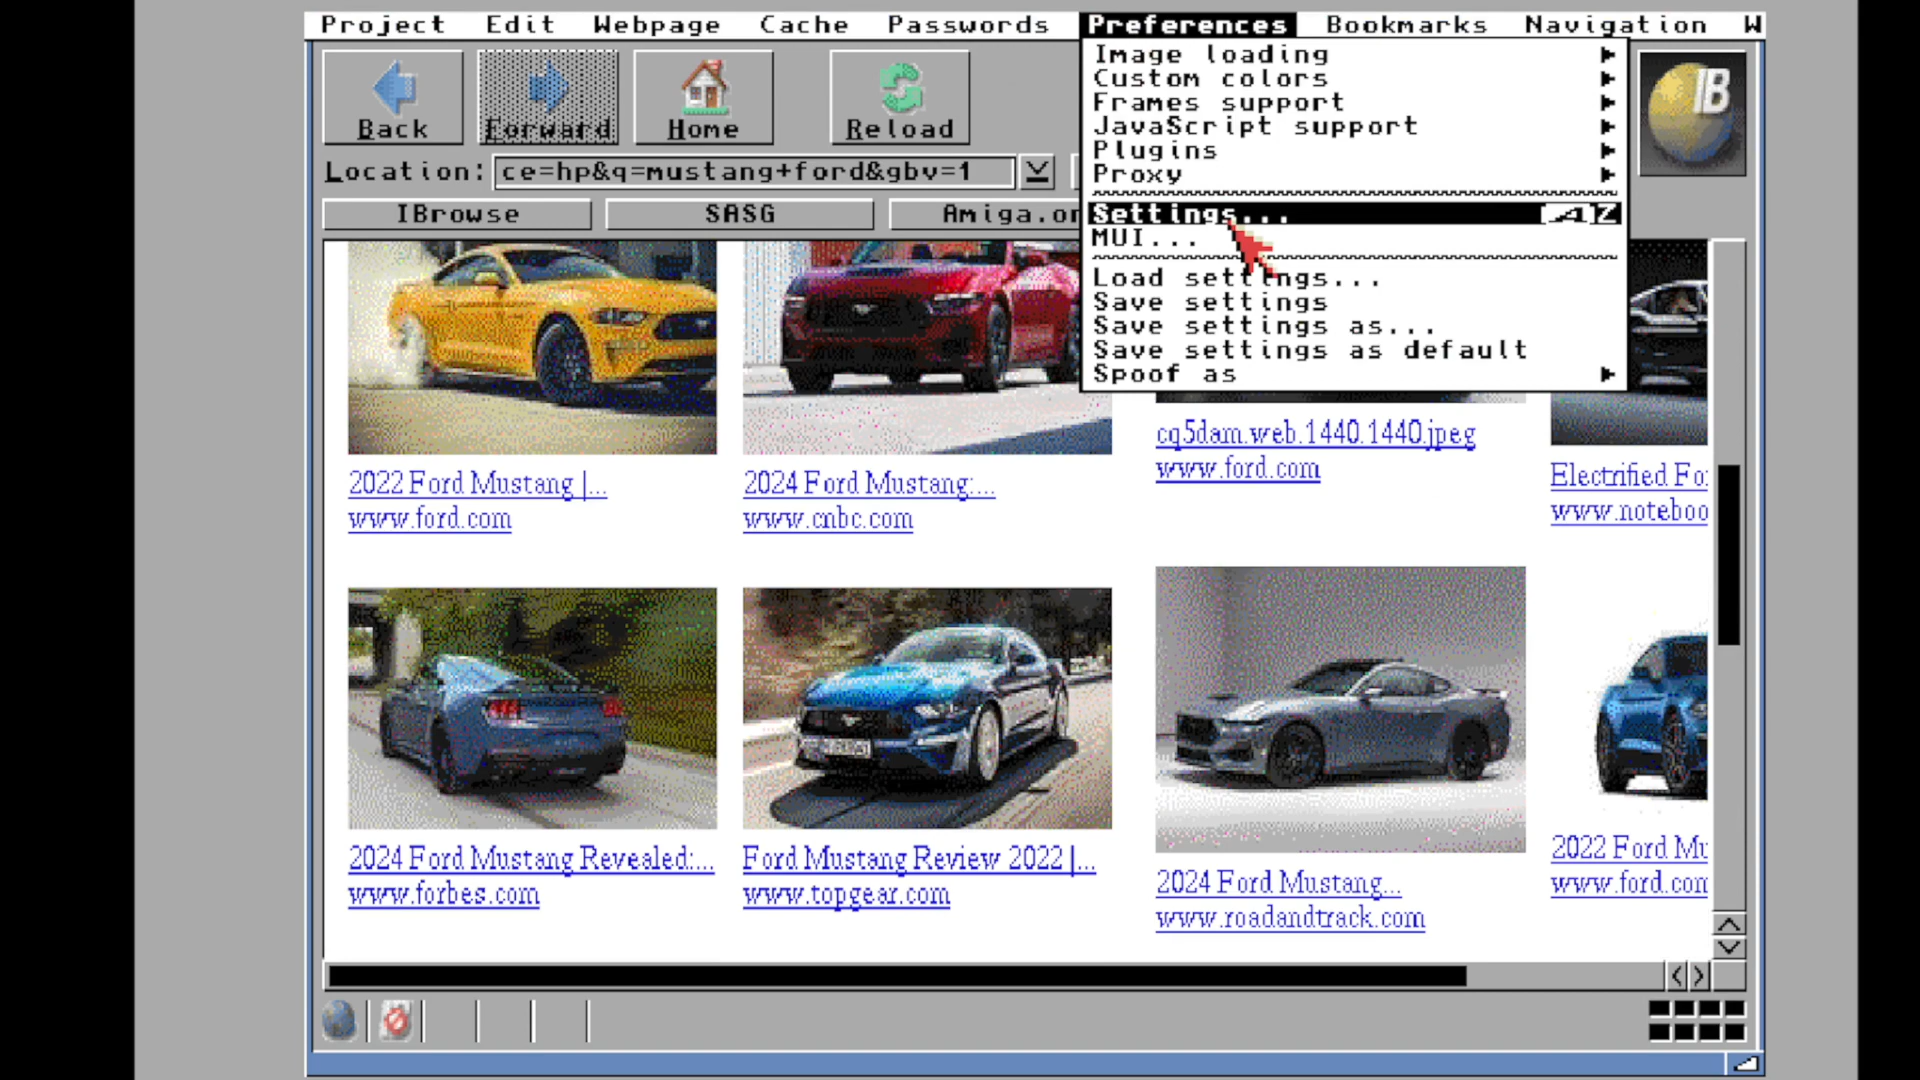 Project Edit Webpage Cache Passwords Preferences Bookmarks Navigation W
Image loading
Custom colors
Frames support
JavaScript support
Plugins
Proxy
Settings... A Z
MUI...
Load settings...
Save settings
Save settings as...
Save settings as default
Spoof as
Back Forward Home Reload
IB
Location: ce=hp&q=mustang+ford&gbv=1
IBrowse SASG Amiga.or
2022 Ford Mustang |...
www.ford.com
2024 Ford Mustang:...
www.cnbc.com
cq5dam.web.1440.1440.jpeg
www.ford.com
Electrified For
www.noteboo
2024 Ford Mustang Revealed:...
www.forbes.com
Ford Mustang Review 2022 |...
www.topgear.com
2024 Ford Mustang...
www.roadandtrack.com
2022 Ford Mu
www.ford.com